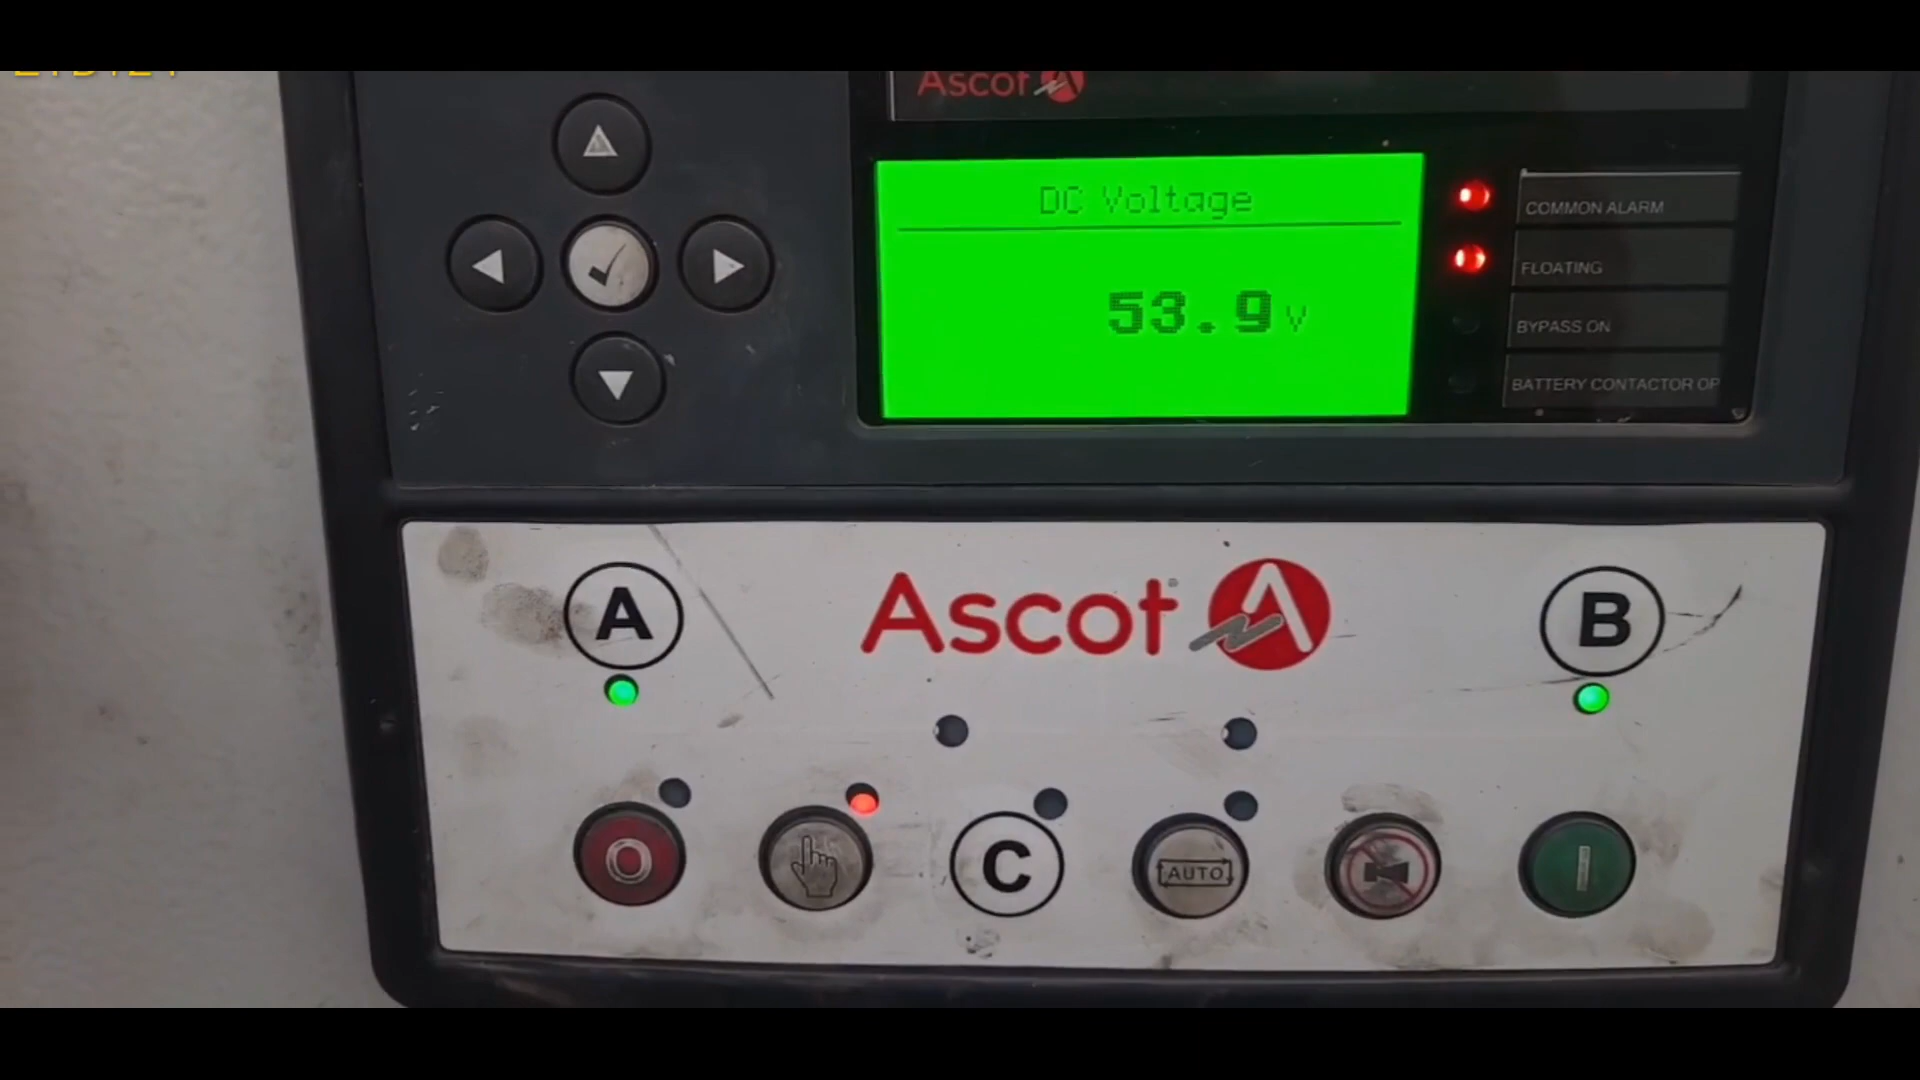 Ascot
DC Voltage
53.9 V
COMMON ALARM
FLOATING
BYPASS ON
BATTERY CONTACTOR OP
A
Ascot
B
O
C
AUTO
I